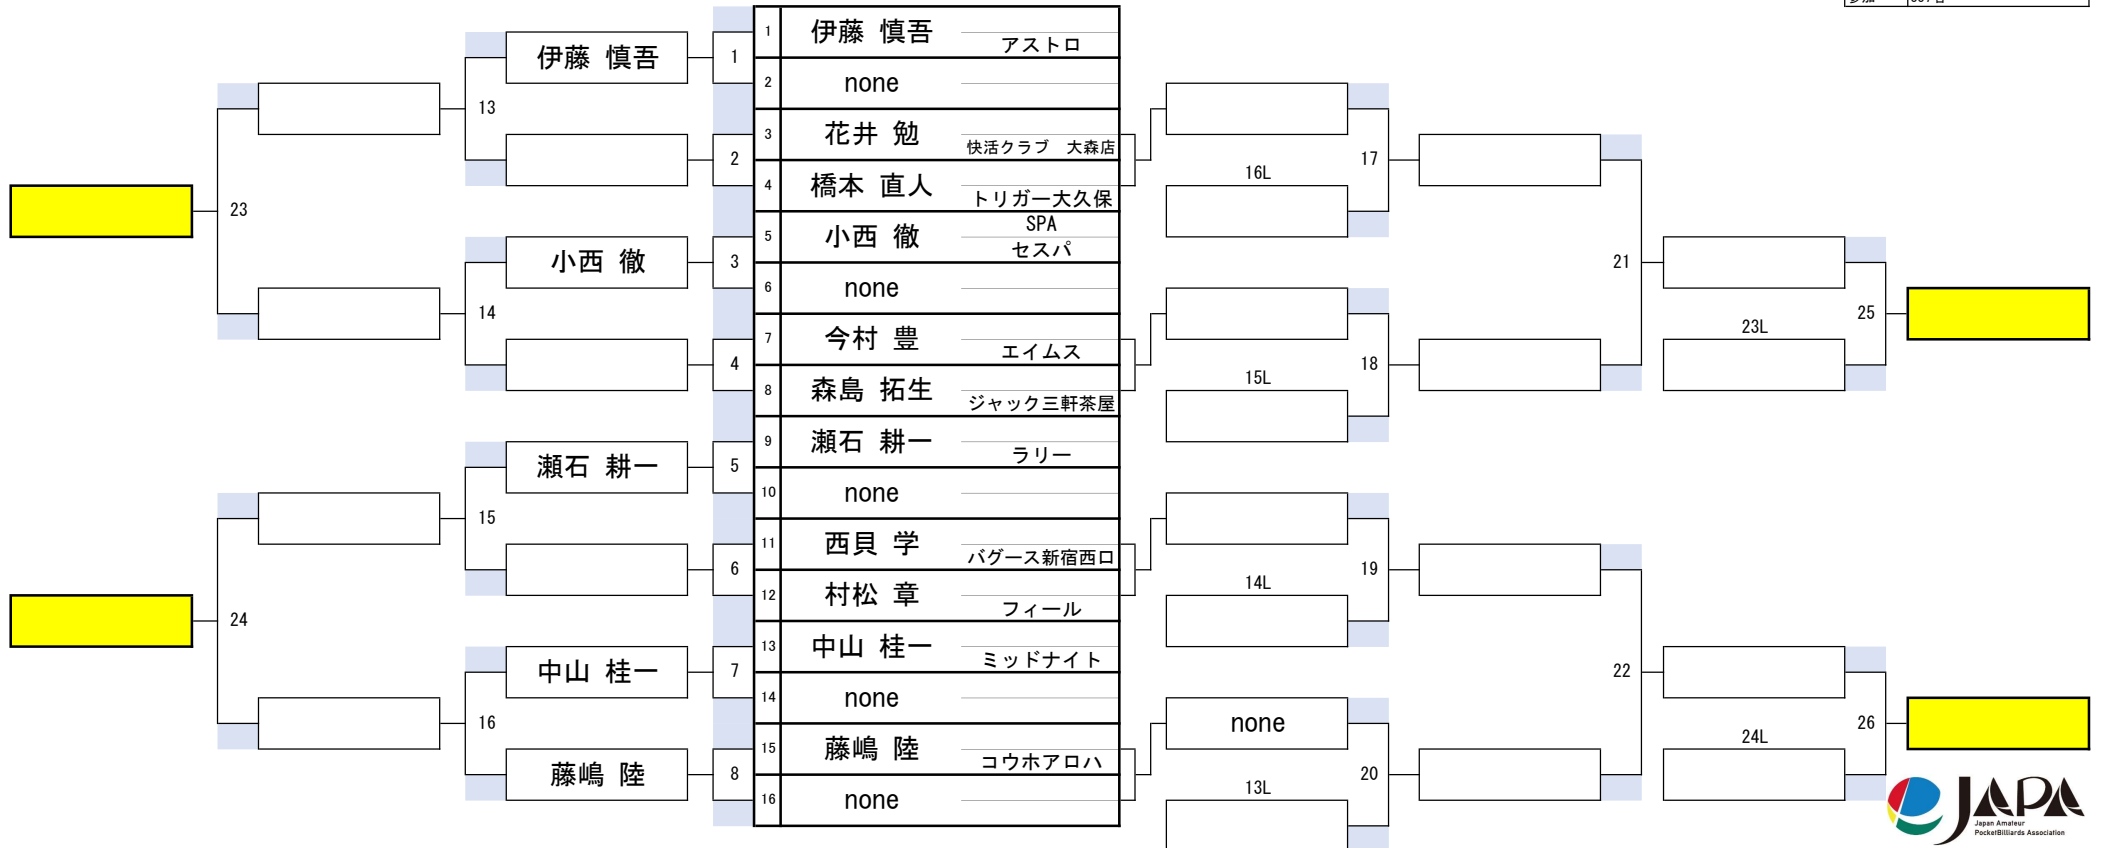 1 伊藤 慎吾 アストロ
2 none
3 花井 勉 快活クラブ 大森店
4 橋本 直人 トリガー大久保
5 小西 徹 SPA
セスパ
6 none
7 今村 豊 エイムス
8 森島 拓生 ジャック三軒茶屋
9 瀬石 耕一 ラリー
10 none
11 西貝 学 バグース新宿西口
12 村松 章 フィール
13 中山 桂一 ミッドナイト
14 none
15 藤嶋 陸 コウホアロハ
16 none
伊藤 慎吾
1
13
2
23
小西 徹
3
14
4
瀬石 耕一
5
15
6
24
中山 桂一
7
16
藤嶋 陸
8
17
16L
21
18
15L
25
23L
19
14L
22
none
20
13L
26
24L
JAPA
Japan Amateur
PocketBilliards Association